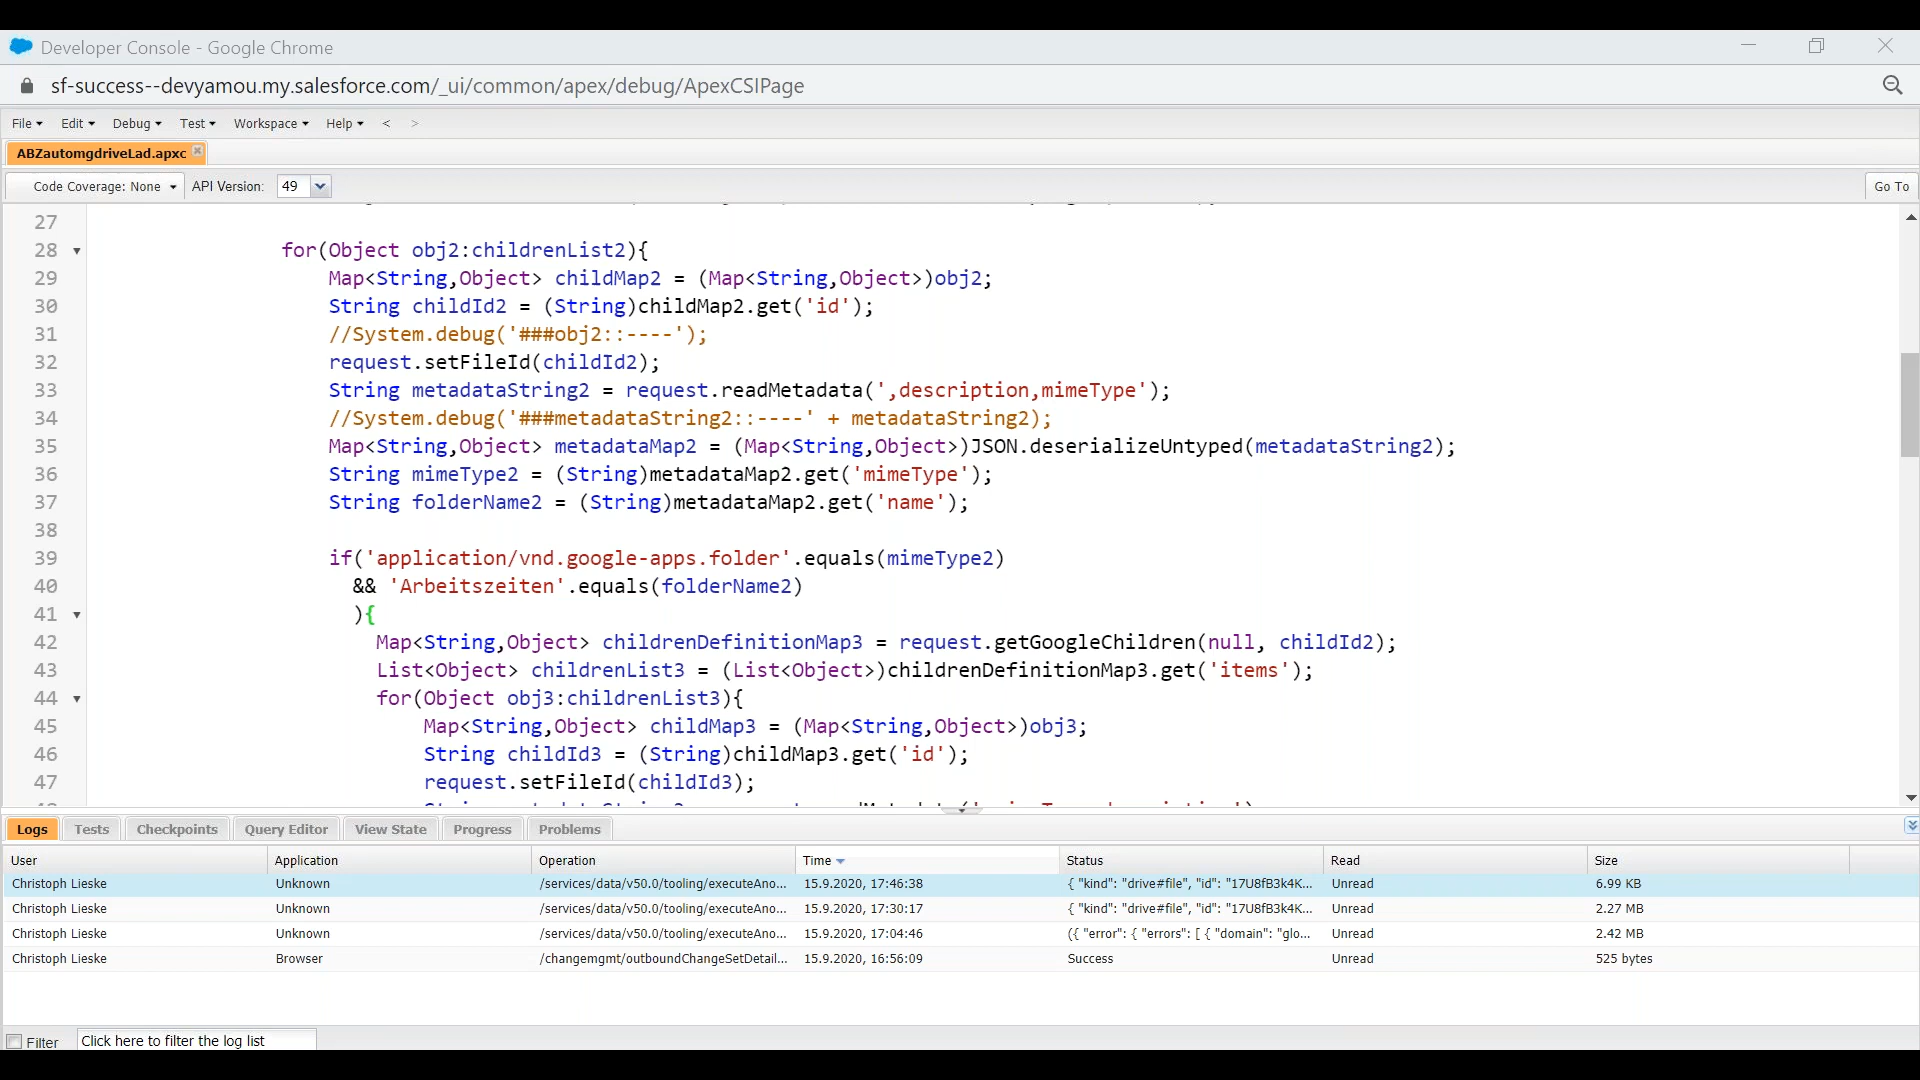 Developer Console - Google Chrome
sf-success--devyamou.my.salesforce.com/_ui/common/apex/debug/ApexCSIPage
File Edit Debug Test Workspace Help < >
ABZautomgdriveLad.apxc
Code Coverage: None API Version: 49 Go To
27
28 for(Object obj2:childrenList2){
29 Map<String,Object> childMap2 = (Map<String,Object>)obj2;
30 String childId2 = (String)childMap2.get('id');
31 //System.debug('###obj2::----');
32 request.setFileId(childId2);
33 String metadataString2 = request.readMetadata(',description,mimeType');
34 //System.debug('###metadataString2::----' + metadataString2);
35 Map<String,Object> metadataMap2 = (Map<String,Object>)JSON.deserializeUntyped(metadataString2);
36 String mimeType2 = (String)metadataMap2.get('mimeType');
37 String folderName2 = (String)metadataMap2.get('name');
38
39 if('application/vnd.google-apps.folder'.equals(mimeType2)
40 && 'Arbeitszeiten'.equals(folderName2)
41 ){
42 Map<String,Object> childrenDefinitionMap3 = request.getGoogleChildren(null, childId2);
43 List<Object> childrenList3 = (List<Object>)childrenDefinitionMap3.get('items');
44 for(Object obj3:childrenList3){
45 Map<String,Object> childMap3 = (Map<String,Object>)obj3;
46 String childId3 = (String)childMap3.get('id');
47 request.setFileId(childId3);
Logs Tests Checkpoints Query Editor View State Progress Problems
User Application Operation Time Status Read Size
Christoph Lieske Unknown /services/data/v50.0/tooling/executeAno... 15.9.2020, 17:46:38 { "kind": "drive#file", "id": "17U8fB3k4K... Unread 6.99 KB
Christoph Lieske Unknown /services/data/v50.0/tooling/executeAno... 15.9.2020, 17:30:17 { "kind": "drive#file", "id": "17U8fB3k4K... Unread 2.27 MB
Christoph Lieske Unknown /services/data/v50.0/tooling/executeAno... 15.9.2020, 17:04:46 ({ "error": { "errors": [ { "domain": "glo... Unread 2.42 MB
Christoph Lieske Browser /changemgmt/outboundChangeSetDetail... 15.9.2020, 16:56:09 Success Unread 525 bytes
Filter Click here to filter the log list